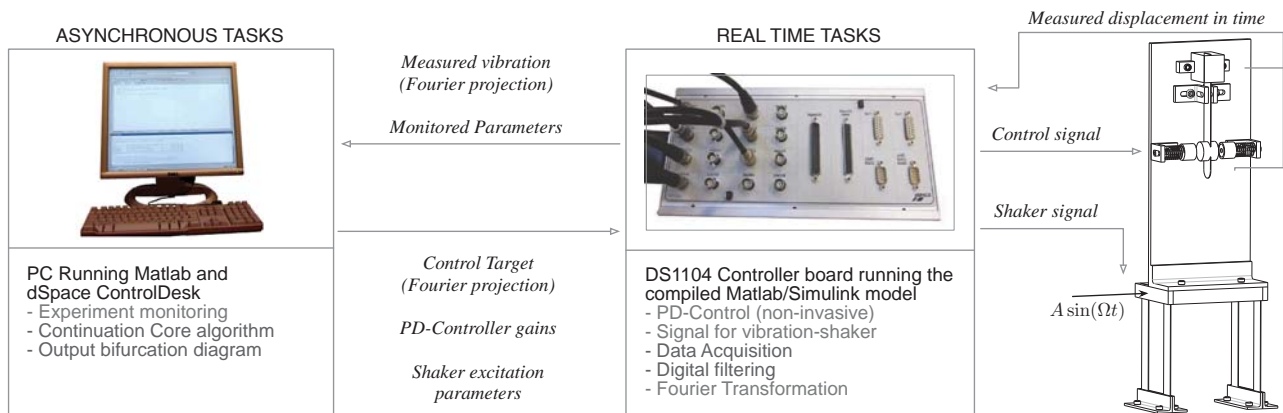 ASYNCHRONOUS TASKS
PC Running Matlab and
dSpace ControlDesk
- Experiment monitoring
- Continuation Core algorithm
- Output bifurcation diagram
Measured vibration
(Fourier projection)
Monitored Parameters
Control Target
(Fourier projection)
PD-Controller gains
Shaker excitation
parameters
REAL TIME TASKS
DS1104 Controller board running the
compiled Matlab/Simulink model
- PD-Control (non-invasive)
- Signal for vibration-shaker
- Data Acquisition
- Digital filtering
- Fourier Transformation
Measured displacement in time
Control signal
Shaker signal
A sin(Ωt)